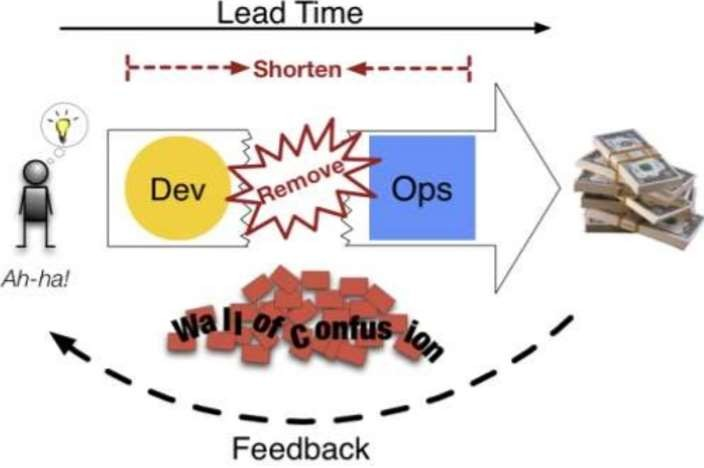 Lead Time
Shorten
Dev
Remove
Ops
Ah-ha!
Wall of Confusion
Feedback